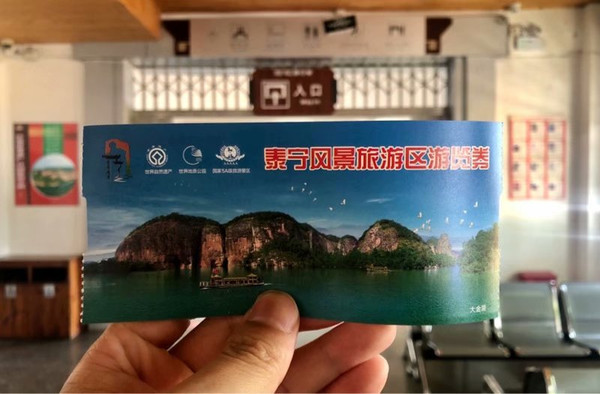 入口
泰宁风景旅游区游览券
世界自然遗产
世界地质公园
国家5A级旅游景区
大金湖